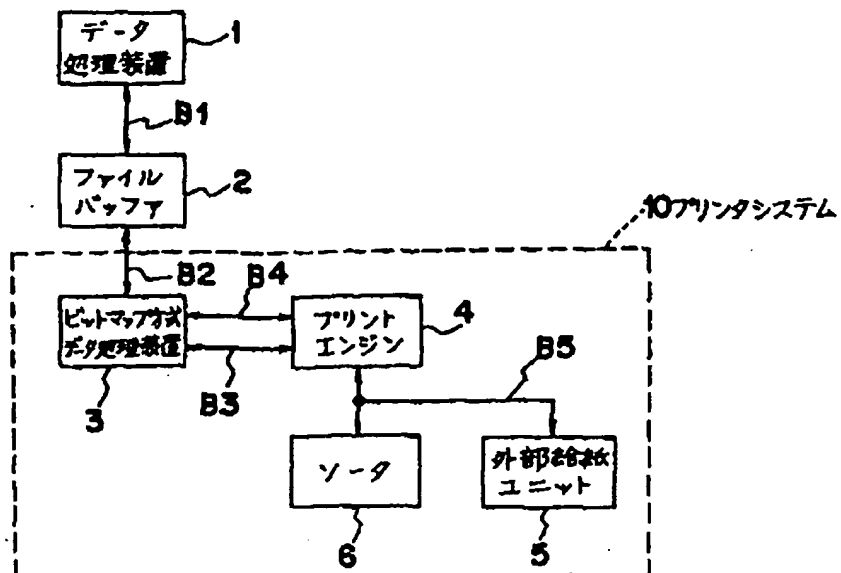 データ
処理装置
1
B1
ファイル
バッファ
2
10プリンタシステム
B2
B4
ビットマップ方式
データ処理装置
プリント
エンジン
4
3
B3
B5
ソータ
外部給紙
ユニット
6
5